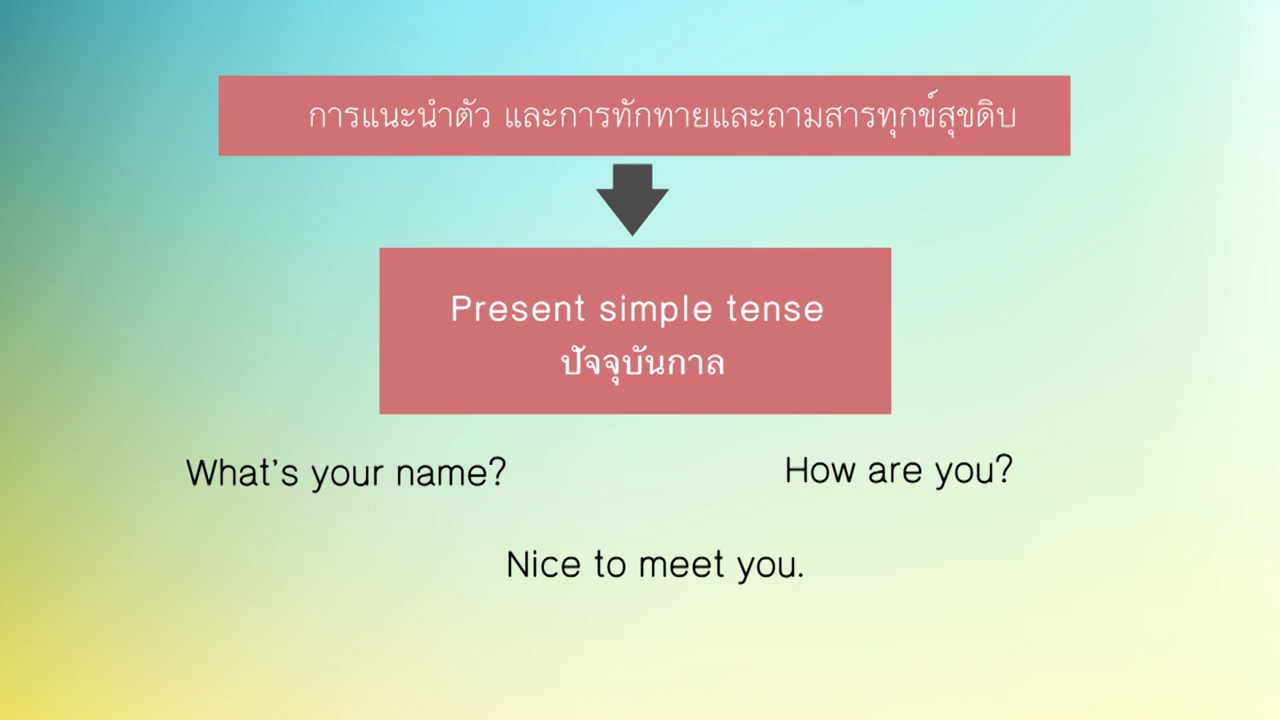 การแนะนำตัว และการทักทายและถามสารทุกข์สุขดิบ
Present simple tense
ปัจจุบันกาล
What's your name?
How are you?
Nice to meet you.